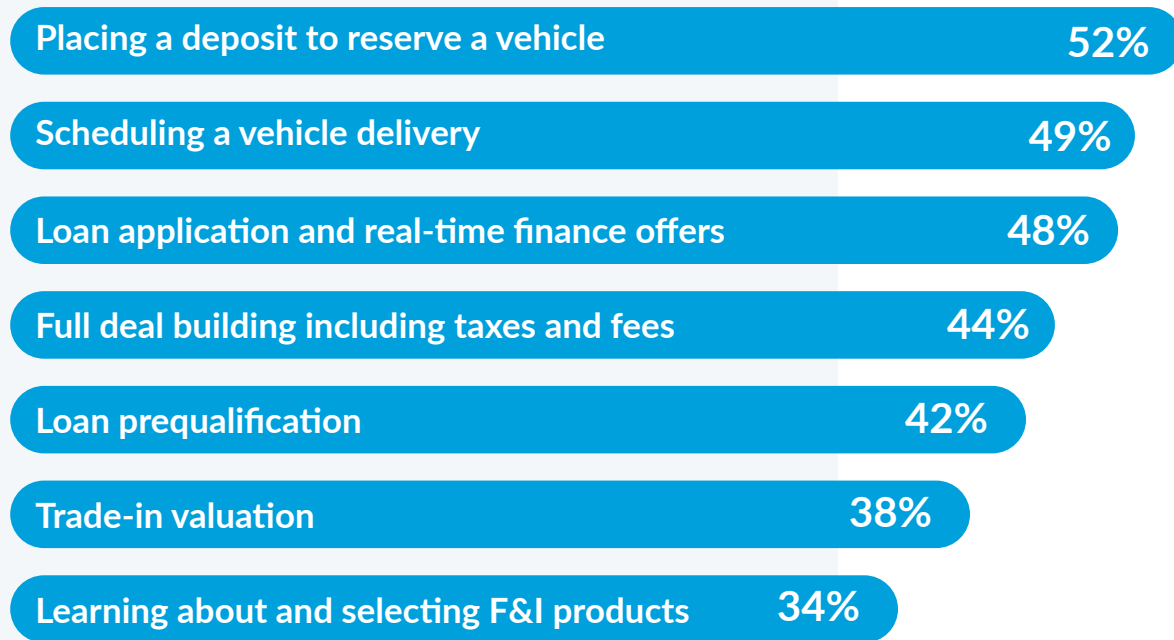 Placing a deposit to reserve a vehicle 52%
Scheduling a vehicle delivery 49%
Loan application and real-time finance offers 48%
Full deal building including taxes and fees 44%
Loan prequalification 42%
Trade-in valuation 38%
Learning about and selecting F&I products 34%